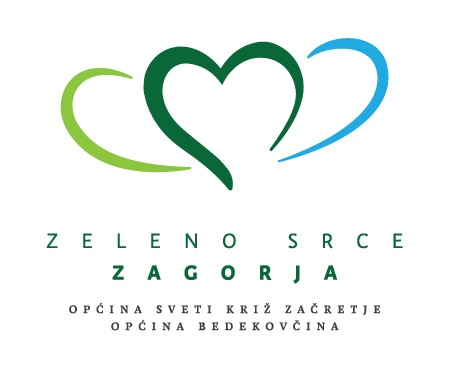 ZELENO SRCE
ZAGORJA
OPĆINA SVETI KRIŽ ZAČRETJE
OPĆINA BEDEKOVČINA